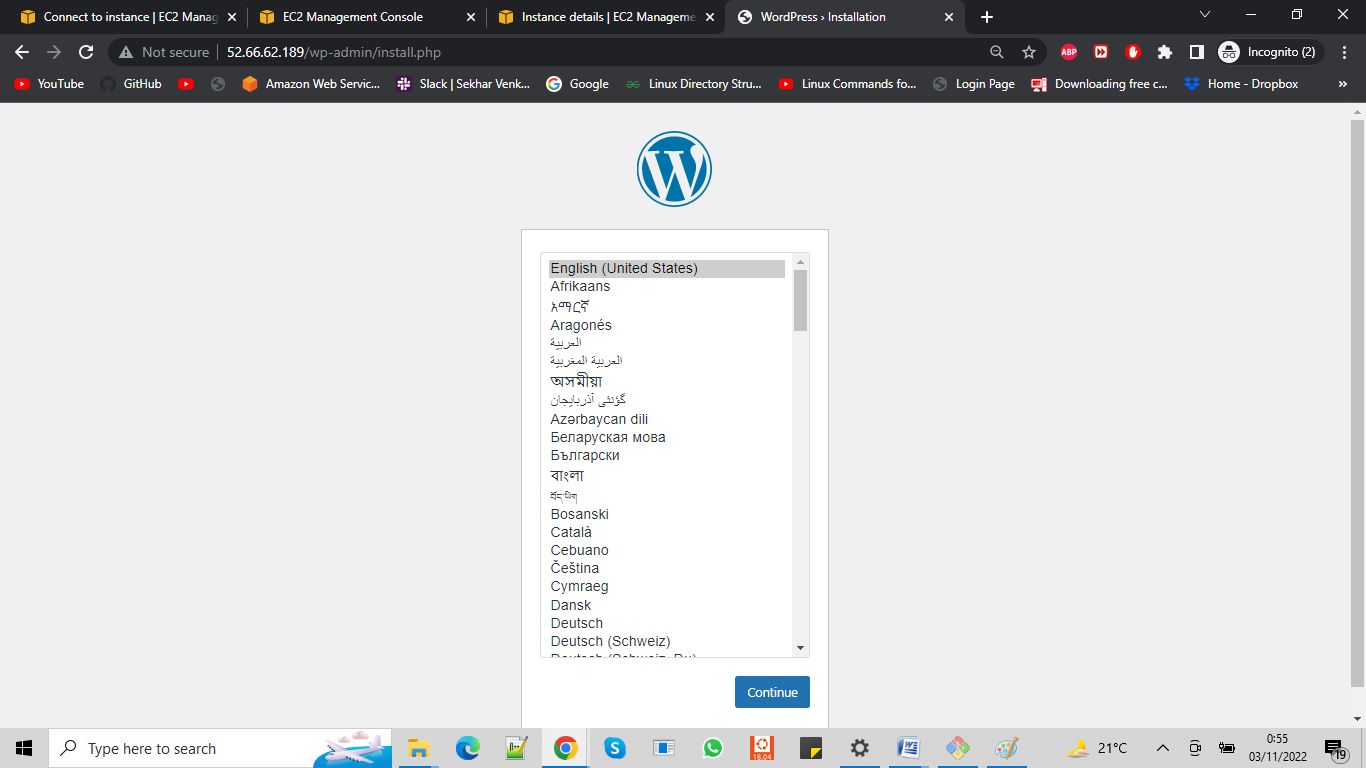 Connect to instance | EC2 Manag
EC2 Management Console
Instance details | EC2 Manageme
WordPress › Installation
Not secure
52.66.62.189/wp-admin/install.php
ABP
Incognito (2)
YouTube
GitHub
Amazon Web Servic...
Slack | Sekhar Venk...
Google
Linux Directory Stru...
Linux Commands fo...
Login Page
Downloading free c...
Home - Dropbox
»
English (United States)
Afrikaans
አማርኛ
Aragonés
العربية
العربية المغربية
অসমীয়া
گؤنئی آذربایجان
Azərbaycan dili
Беларуская мова
Български
বাংলা
བོད་ཡིག
Bosanski
Català
Cebuano
Čeština
Cymraeg
Dansk
Deutsch
Deutsch (Schweiz)
Continue
Type here to search
18.04
21°C
0:55
03/11/2022
19